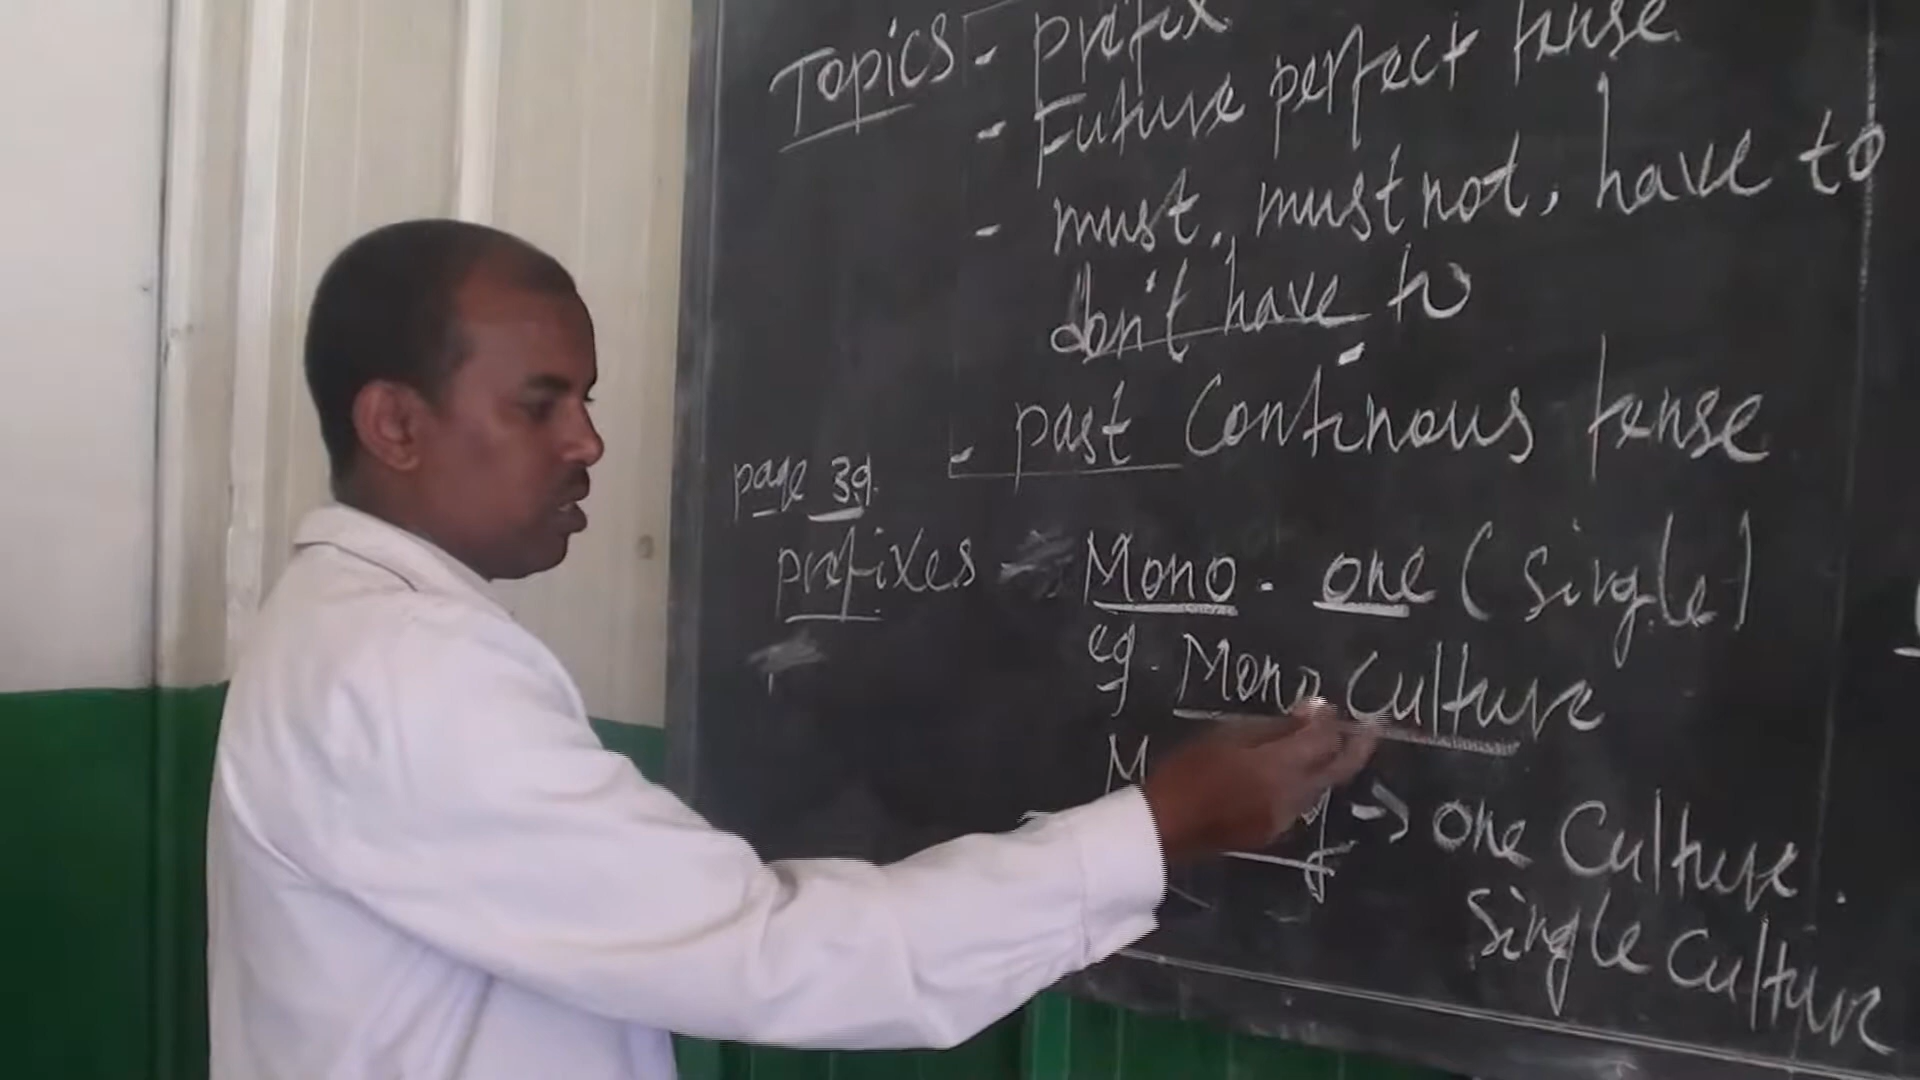 Topics - prefix
- Future perfect tense
- must, must not, have to
don't have to
- past Continous tense
page 39.
prefixes - Mono - one (single)
eg. Mono Culture
→ one Culture.
single Culture